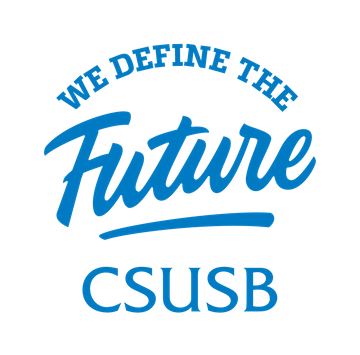 WE DEFINE THE
Future
CSUSB